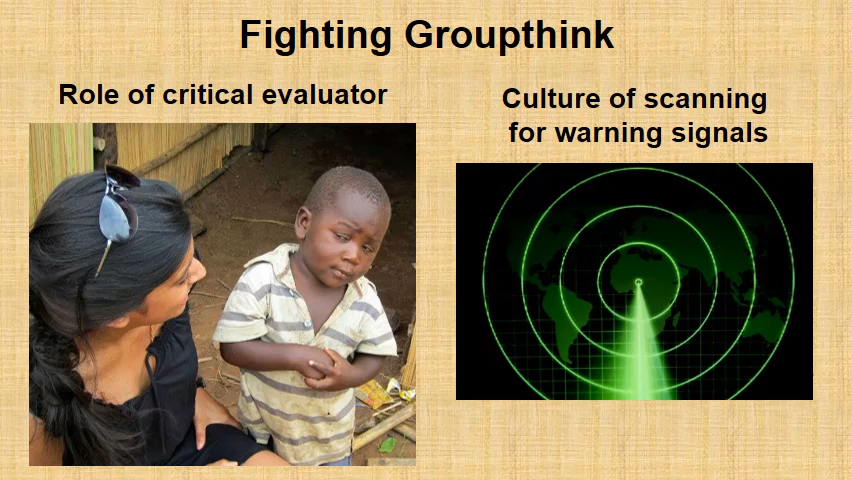 Fighting Groupthink
Role of critical evaluator
Culture of scanning
for warning signals